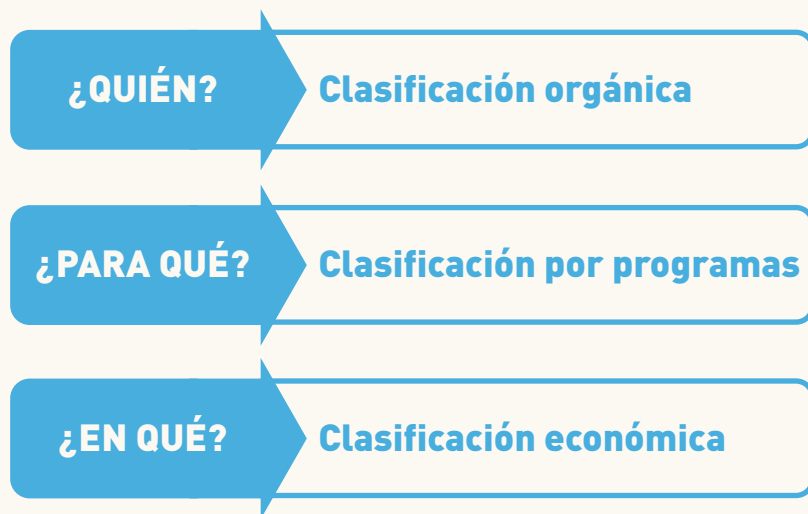 ¿QUIÉN? Clasificación orgánica
¿PARA QUÉ? Clasificación por programas
¿EN QUÉ? Clasificación económica